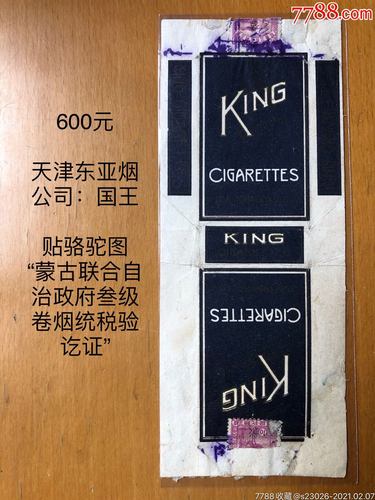 7788.com
600元
天津东亚烟
公司：国王
贴骆驼图
“蒙古联合自
治政府叁级
卷烟统税验
讫证”
KING
CIGARETTES
KING
CIGARETTES
KING
7788收藏@s23026-2021.02.07